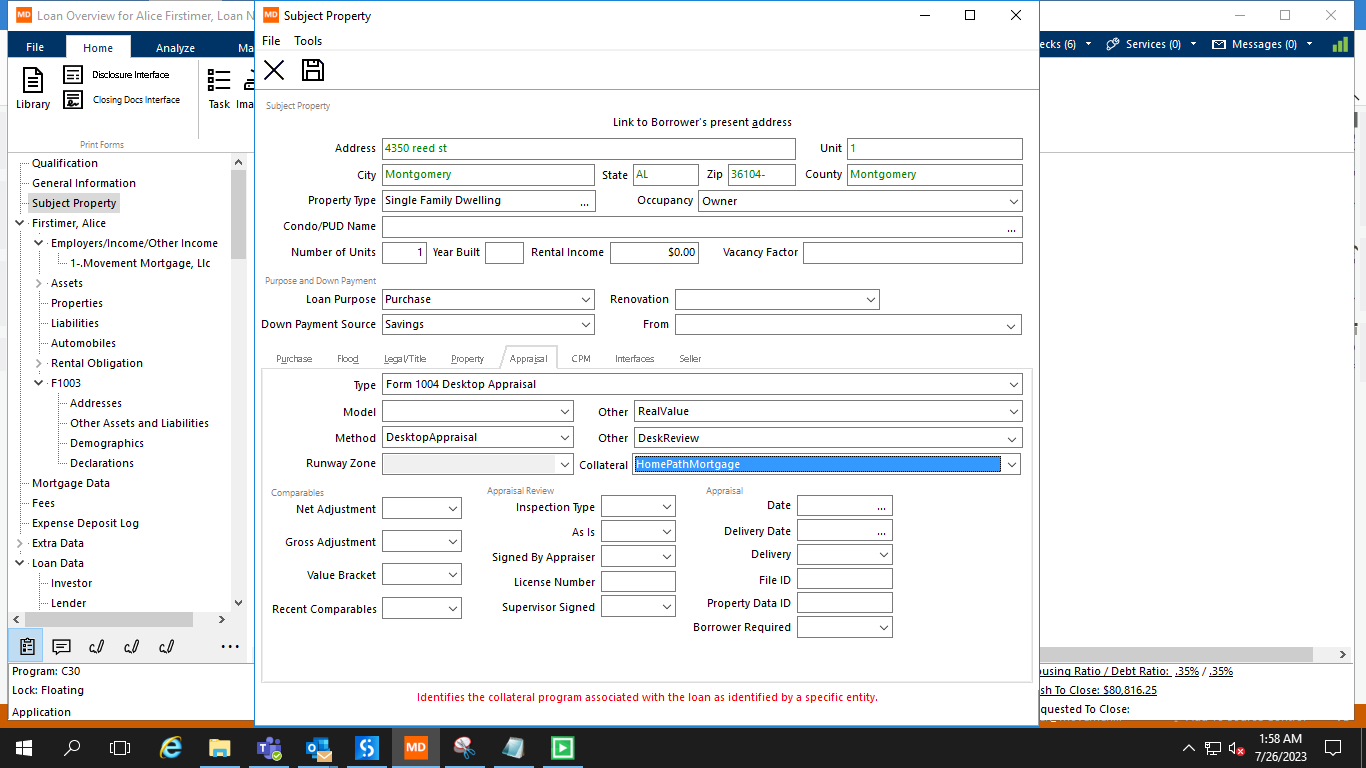 MD Loan Overview for Alice Firstimer, Loan N
MD Subject Property
File Home Analyze Ma
File Tools
ecks (6) Services (0) Messages (0)
Library
Disclosure Interface
Closing Docs Interface
Task Ima
Print Forms
Qualification
General Information
Subject Property
Firstimer, Alice
Employers/Income/Other Income
1-.Movement Mortgage, Llc
Assets
Properties
Liabilities
Automobiles
Rental Obligation
F1003
Addresses
Other Assets and Liabilities
Demographics
Declarations
Mortgage Data
Fees
Expense Deposit Log
Extra Data
Loan Data
Investor
Lender
...
Program: C30
Lock: Floating
Application
Subject Property
Link to Borrower's present address
Address 4350 reed st Unit 1
City Montgomery State AL Zip 36104- County Montgomery
Property Type Single Family Dwelling ... Occupancy Owner
Condo/PUD Name ...
Number of Units 1 Year Built Rental Income $0.00 Vacancy Factor
Purpose and Down Payment
Loan Purpose Purchase Renovation
Down Payment Source Savings From
Purchase Flood Legal/Title Property Appraisal CPM Interfaces Seller
Type Form 1004 Desktop Appraisal
Model Other RealValue
Method DesktopAppraisal Other DeskReview
Runway Zone Collateral HomePathMortgage
Comparables
Net Adjustment
Gross Adjustment
Value Bracket
Recent Comparables
Appraisal Review
Inspection Type
As Is
Signed By Appraiser
License Number
Supervisor Signed
Appraisal
Date ...
Delivery Date ...
Delivery
File ID
Property Data ID
Borrower Required
Identifies the collateral program associated with the loan as identified by a specific entity.
using Ratio / Debt Ratio: .35% / .35%
sh To Close: $80,816.25
quested To Close:
MD
1:58 AM
7/26/2023